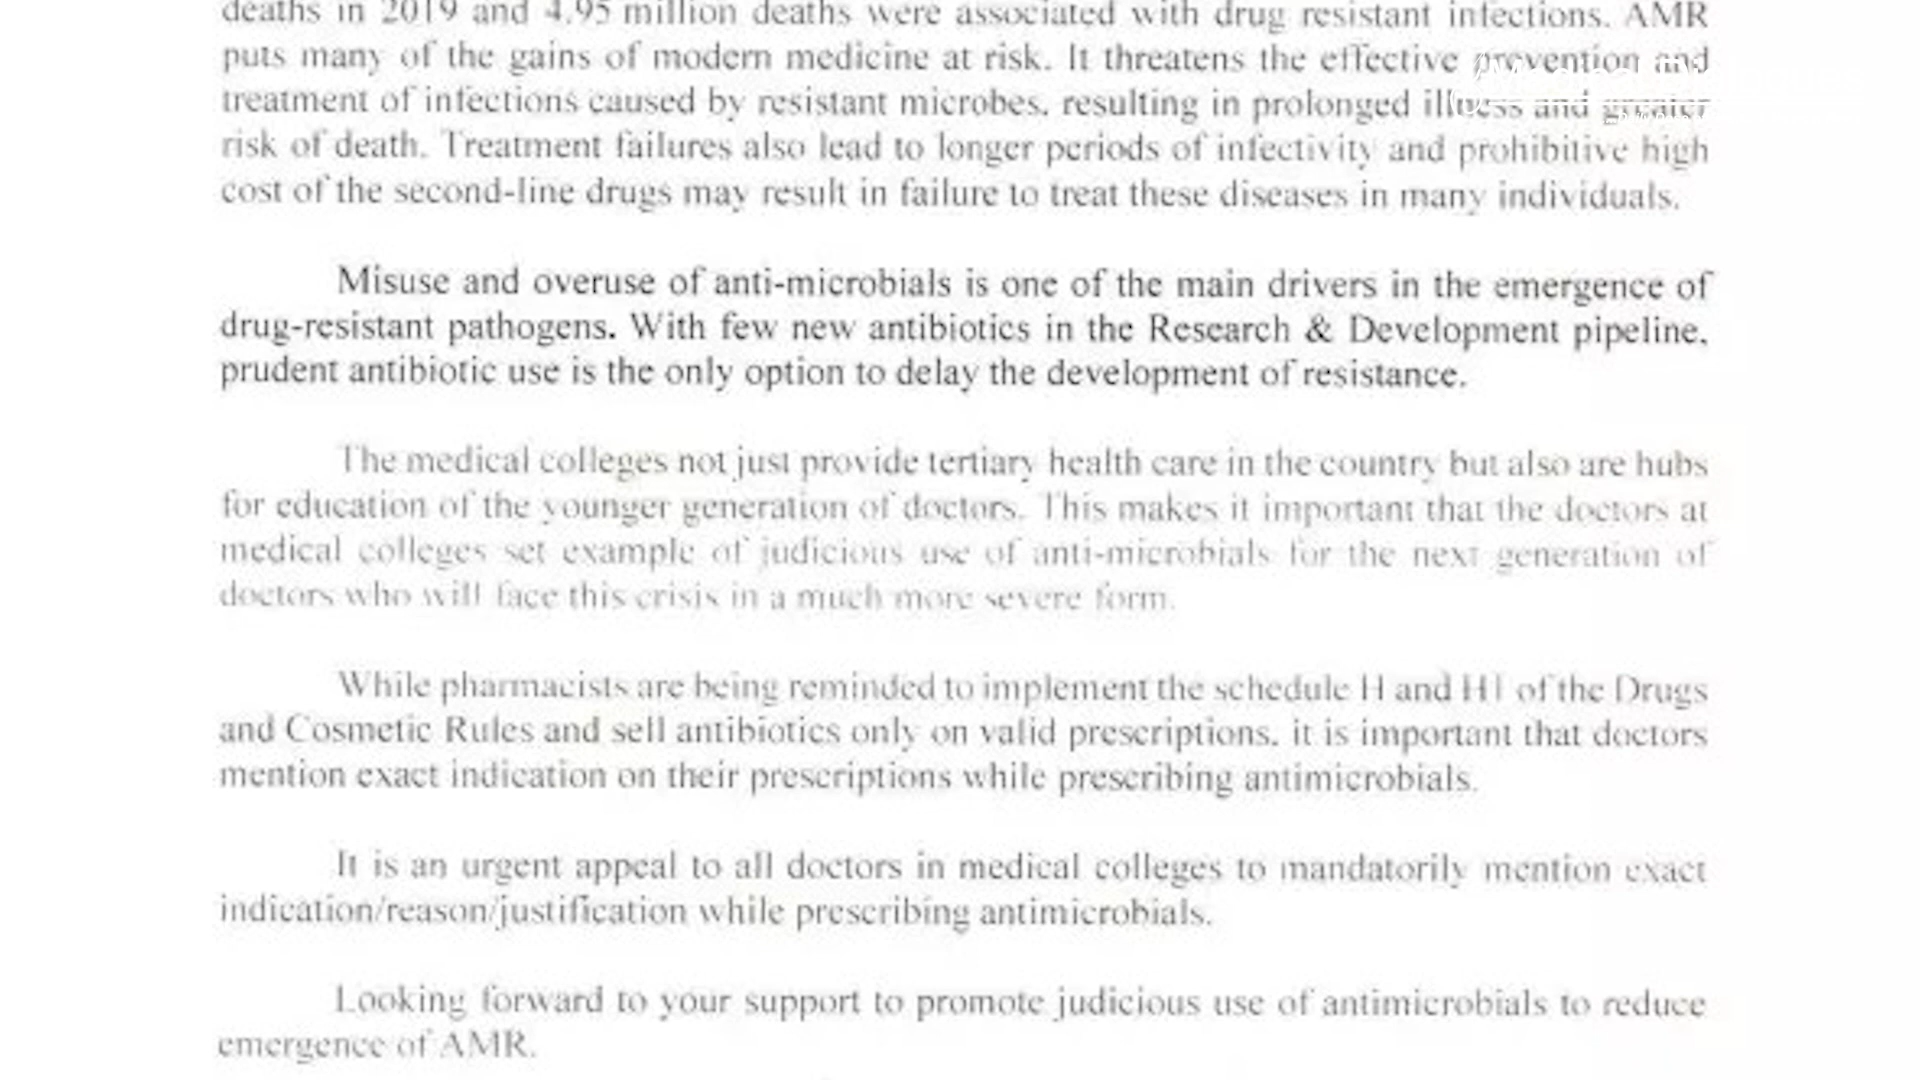 deaths in 2019 and 4.95 million deaths were associated with drug resistant infections. AMR
puts many of the gains of modern medicine at risk. It threatens the effective prevention and
treatment of infections caused by resistant microbes, resulting in prolonged illness and greater
risk of death. Treatment failures also lead to longer periods of infectivity and prohibitive high
cost of the second-line drugs may result in failure to treat these diseases in many individuals.
Misuse and overuse of anti-microbials is one of the main drivers in the emergence of
drug-resistant pathogens. With few new antibiotics in the Research & Development pipeline,
prudent antibiotic use is the only option to delay the development of resistance.
The medical colleges not just provide tertiary health care in the country but also are hubs
for education of the younger generation of doctors. This makes it important that the doctors at
medical colleges set example of judicious use of anti-microbials for the next generation of
doctors who will face this crisis in a much more severe form.
While pharmacists are being reminded to implement the schedule H and H1 of the Drugs
and Cosmetic Rules and sell antibiotics only on valid prescriptions, it is important that doctors
mention exact indication on their prescriptions while prescribing antimicrobials.
It is an urgent appeal to all doctors in medical colleges to mandatorily mention exact
indication/reason/justification while prescribing antimicrobials.
Looking forward to your support to promote judicious use of antimicrobials to reduce
emergence of AMR.